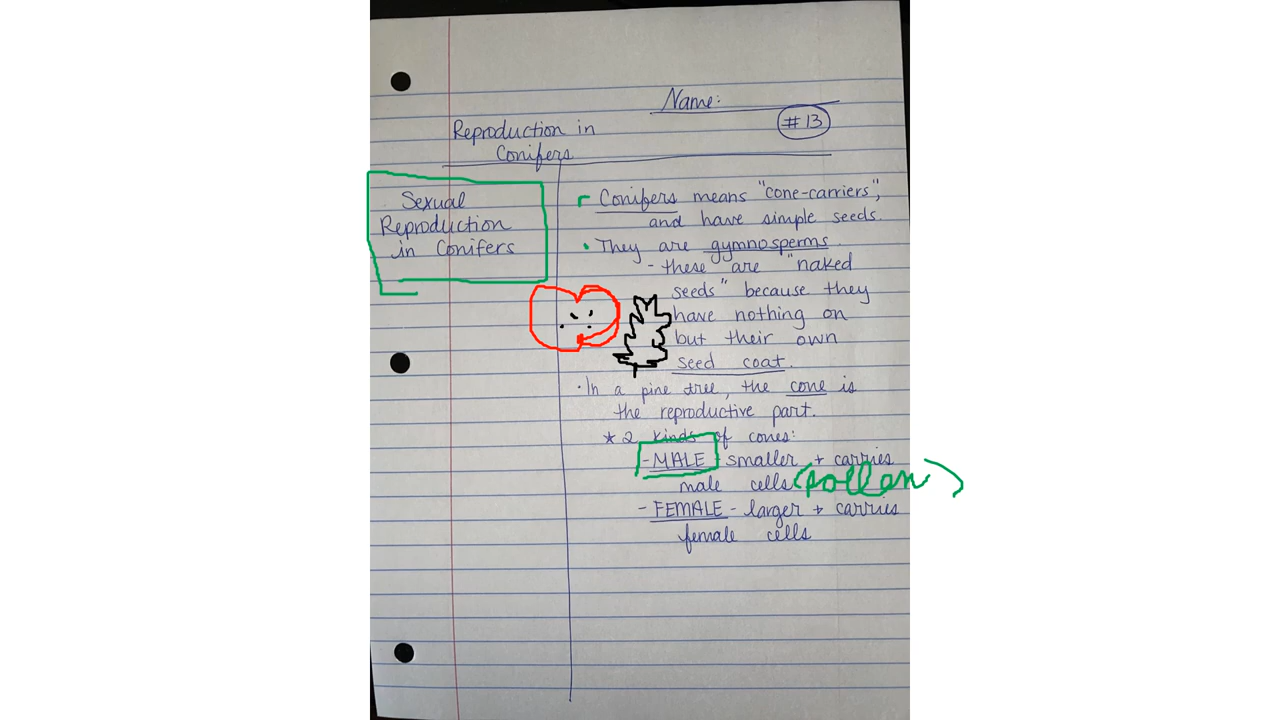 Name:
#13
Reproduction in
Conifers
Sexual
Reproduction
in Conifers
Conifers means "cone-carriers",
and have simple seeds.
• They are gymnosperms.
- these are "naked
seeds" because they
have nothing on
but their own
seed coat.
• In a pine tree, the cone is
the reproductive part.
★ 2 kinds of cones:
- MALE - smaller + carries
male cells (pollen)
- FEMALE - larger + carries
female cells